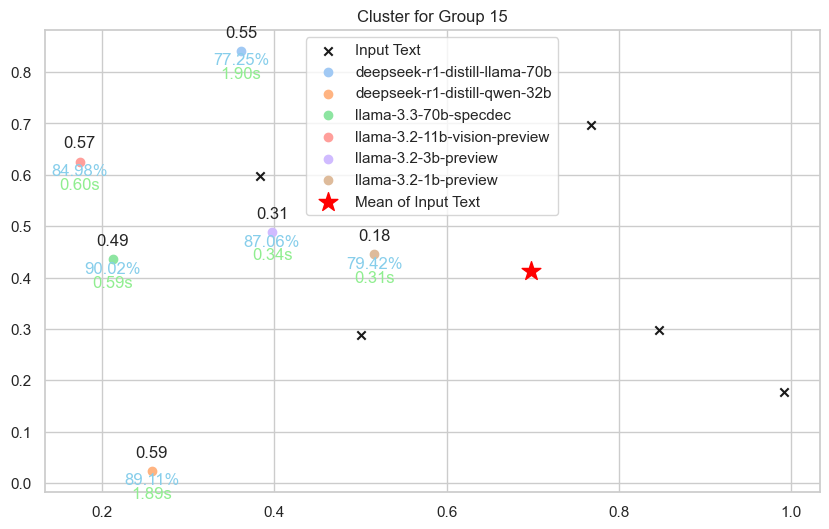 Cluster for Group 15
0.55
77.25%
1.90s
Input Text
deepseek-r1-distill-llama-70b
deepseek-r1-distill-qwen-32b
llama-3.3-70b-specdec
llama-3.2-11b-vision-preview
llama-3.2-3b-preview
llama-3.2-1b-preview
Mean of Input Text
0.57
84.98%
0.60s
0.31
87.06%
0.34s
0.18
79.42%
0.31s
0.49
90.02%
0.59s
0.59
89.11%
1.89s
0.8
0.7
0.6
0.5
0.4
0.3
0.2
0.1
0.0
0.2 0.4 0.6 0.8 1.0